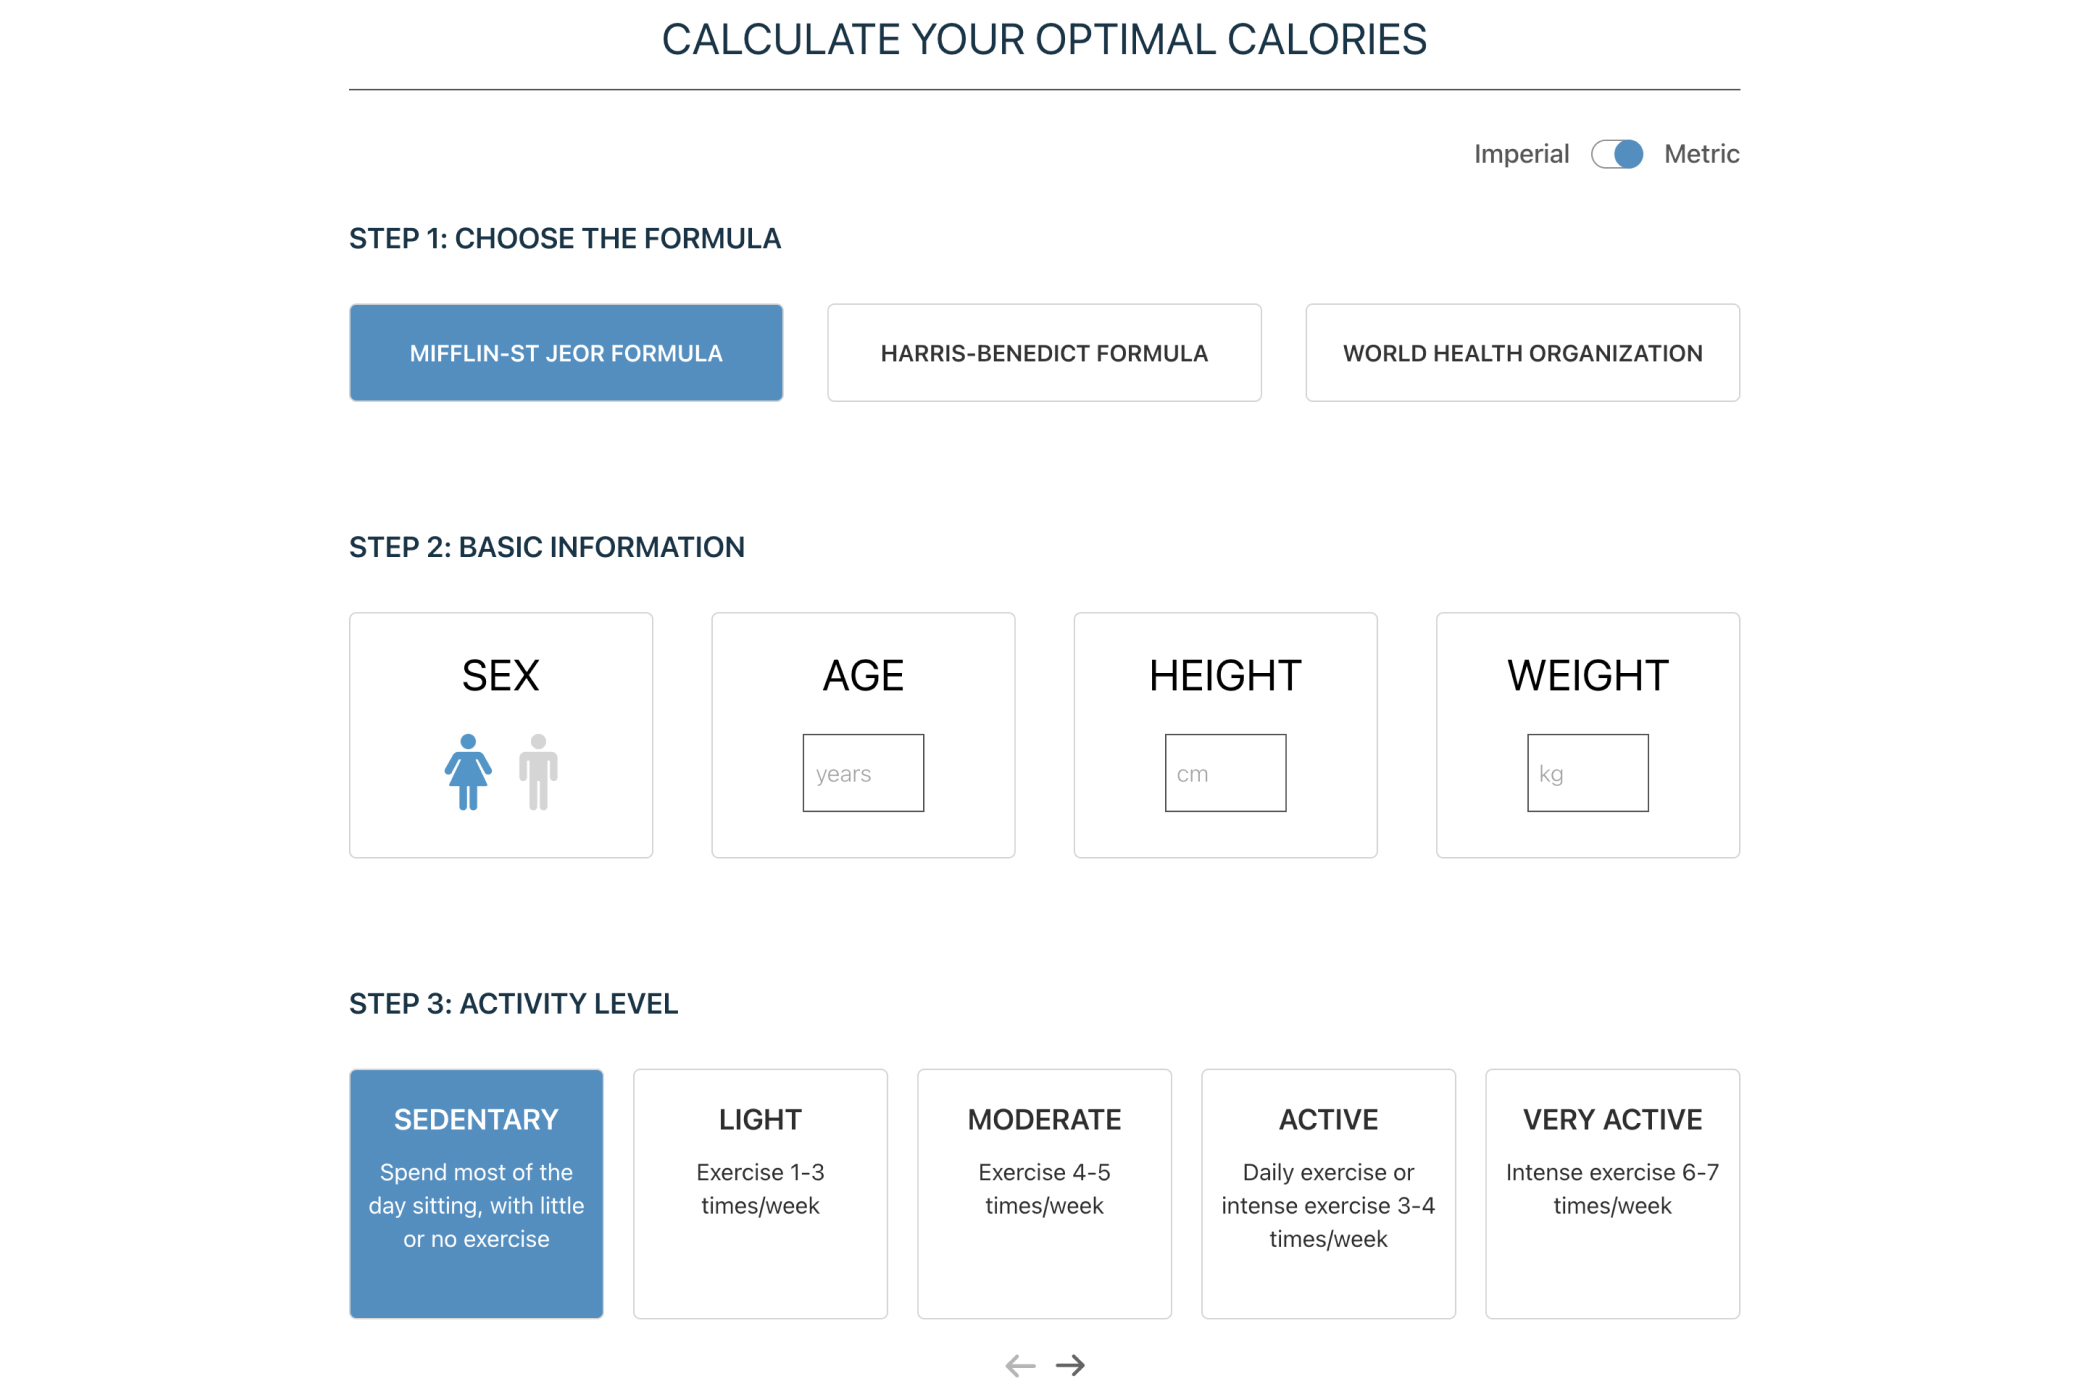 CALCULATE YOUR OPTIMAL CALORIES
Imperial Metric
STEP 1: CHOOSE THE FORMULA
MIFFLIN-ST JEOR FORMULA
HARRIS-BENEDICT FORMULA
WORLD HEALTH ORGANIZATION
STEP 2: BASIC INFORMATION
SEX
AGE
years
HEIGHT
cm
WEIGHT
kg
STEP 3: ACTIVITY LEVEL
SEDENTARY
Spend most of the
day sitting, with little
or no exercise
LIGHT
Exercise 1-3
times/week
MODERATE
Exercise 4-5
times/week
ACTIVE
Daily exercise or
intense exercise 3-4
times/week
VERY ACTIVE
Intense exercise 6-7
times/week